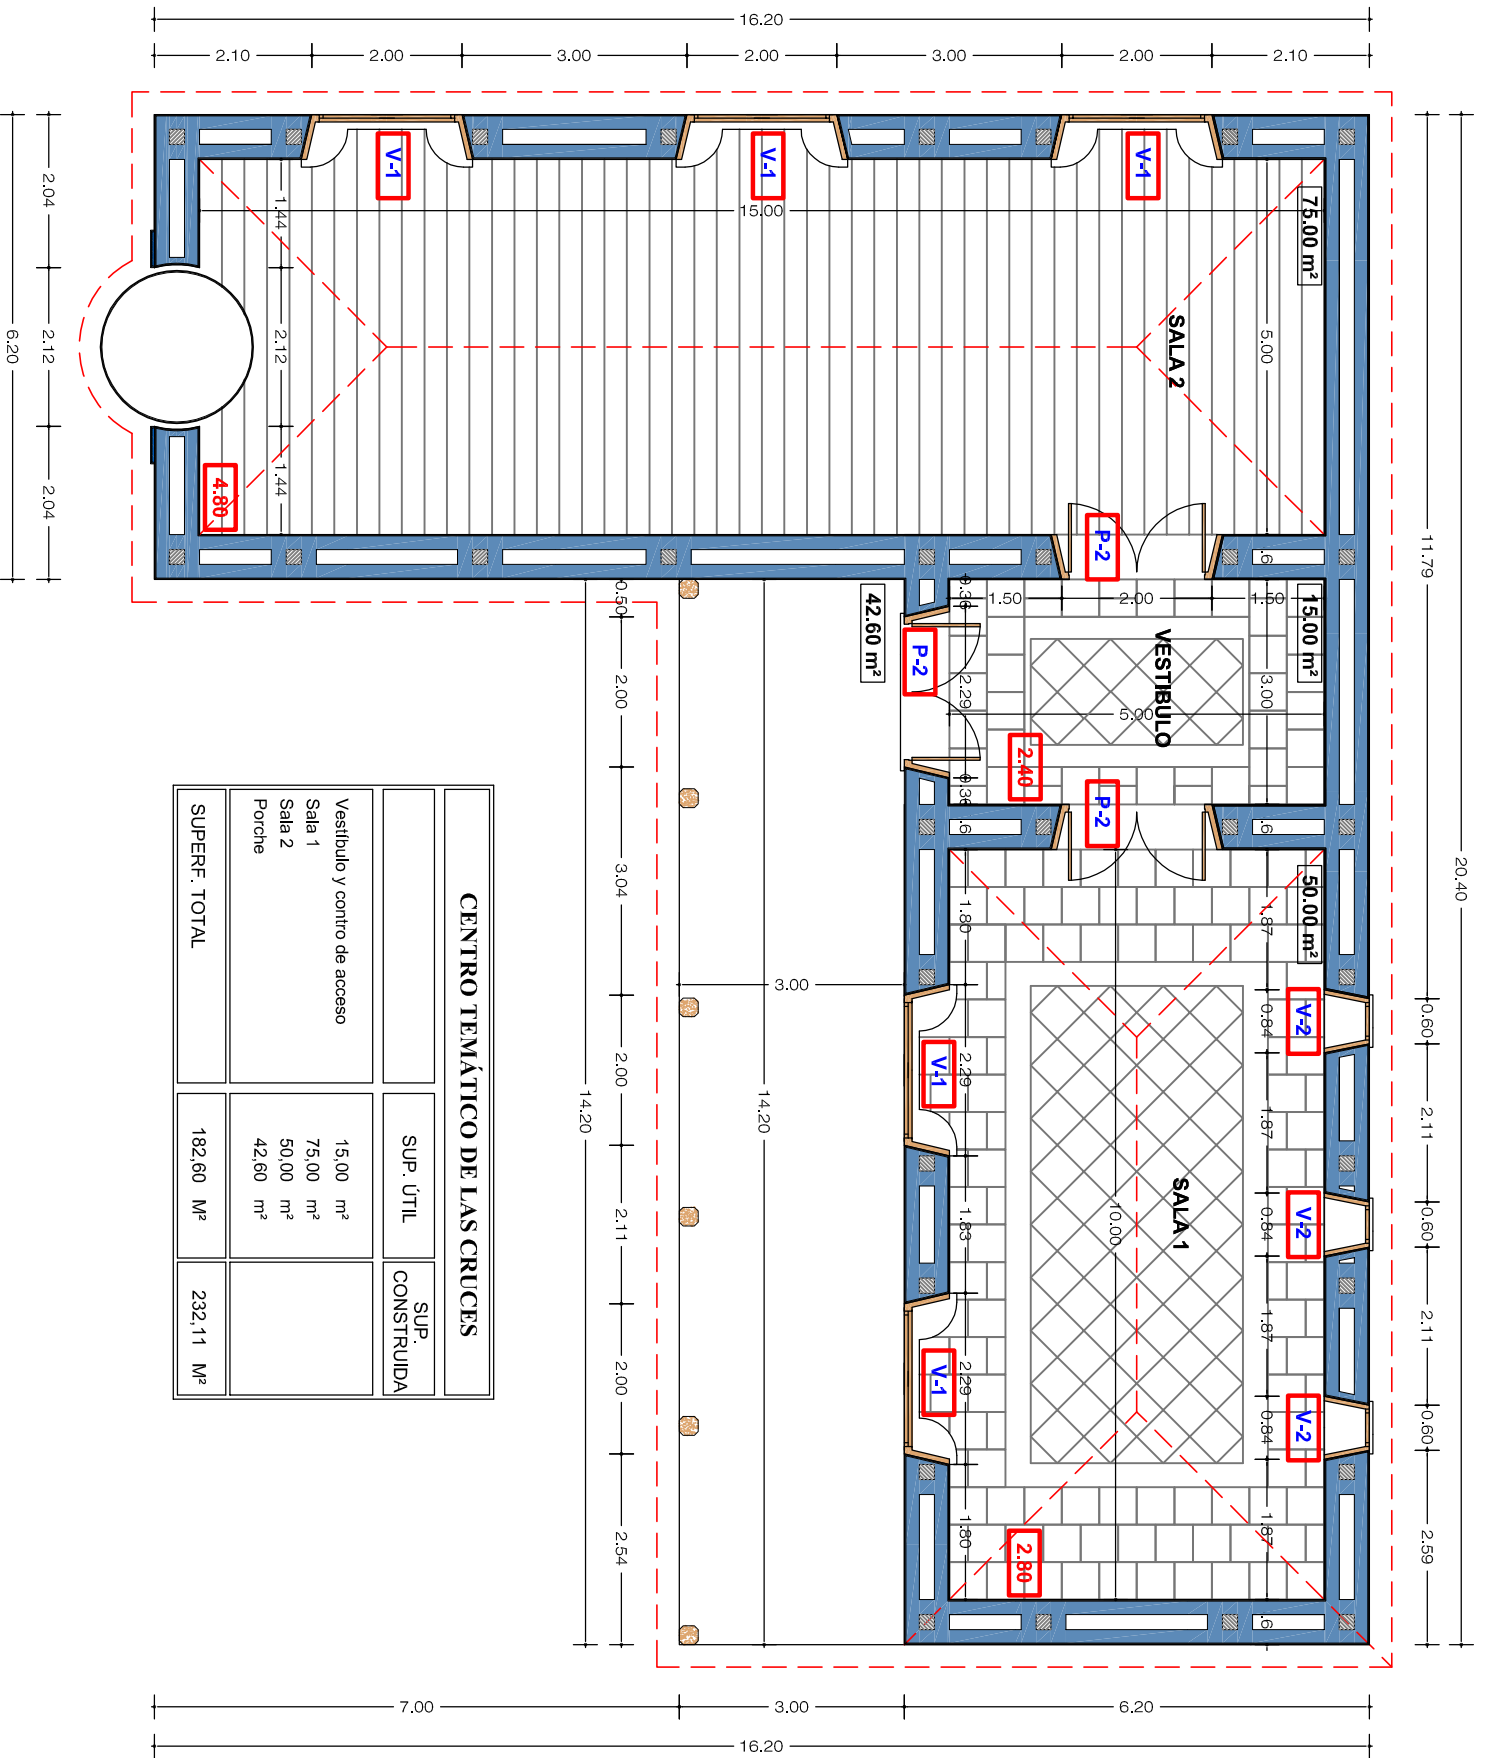 16.20
2.10
2.00
3.00
2.00
3.00
2.00
2.10
6.20
2.04
2.12
2.04
V-1
V-1
V-1
75.00 m²
15.00
1.44
2.12
1.44
5.00
SALA 2
4.80
11.79
20.40
P-2
.6
0.36
1.50
2.00
1.50
15.00 m²
42.60 m²
P-2
2.29
VESTIBULO
3.00
5.00
2.40
0.36
P-2
.6
.6
0.50
2.00
3.04
2.00
2.11
2.00
2.54
50.00 m²
1.80
1.87
V-2
0.84
0.60
V-1
2.29
1.87
2.11
V-2
0.84
0.60
SALA 1
10.00
1.83
1.87
2.11
V-1
2.29
V-2
0.84
0.60
1.80
1.87
2.80
2.59
.6
3.00
14.20
14.20
CENTRO TEMÁTICO DE LAS CRUCES
SUP. ÚTIL
SUP.
CONSTRUIDA
Vestíbulo y contro de acceso 15,00 m²
Sala 1 75,00 m²
Sala 2 50,00 m²
Porche 42,60 m²
SUPERF. TOTAL 182,60 M² 232,11 M²
7.00
3.00
6.20
16.20